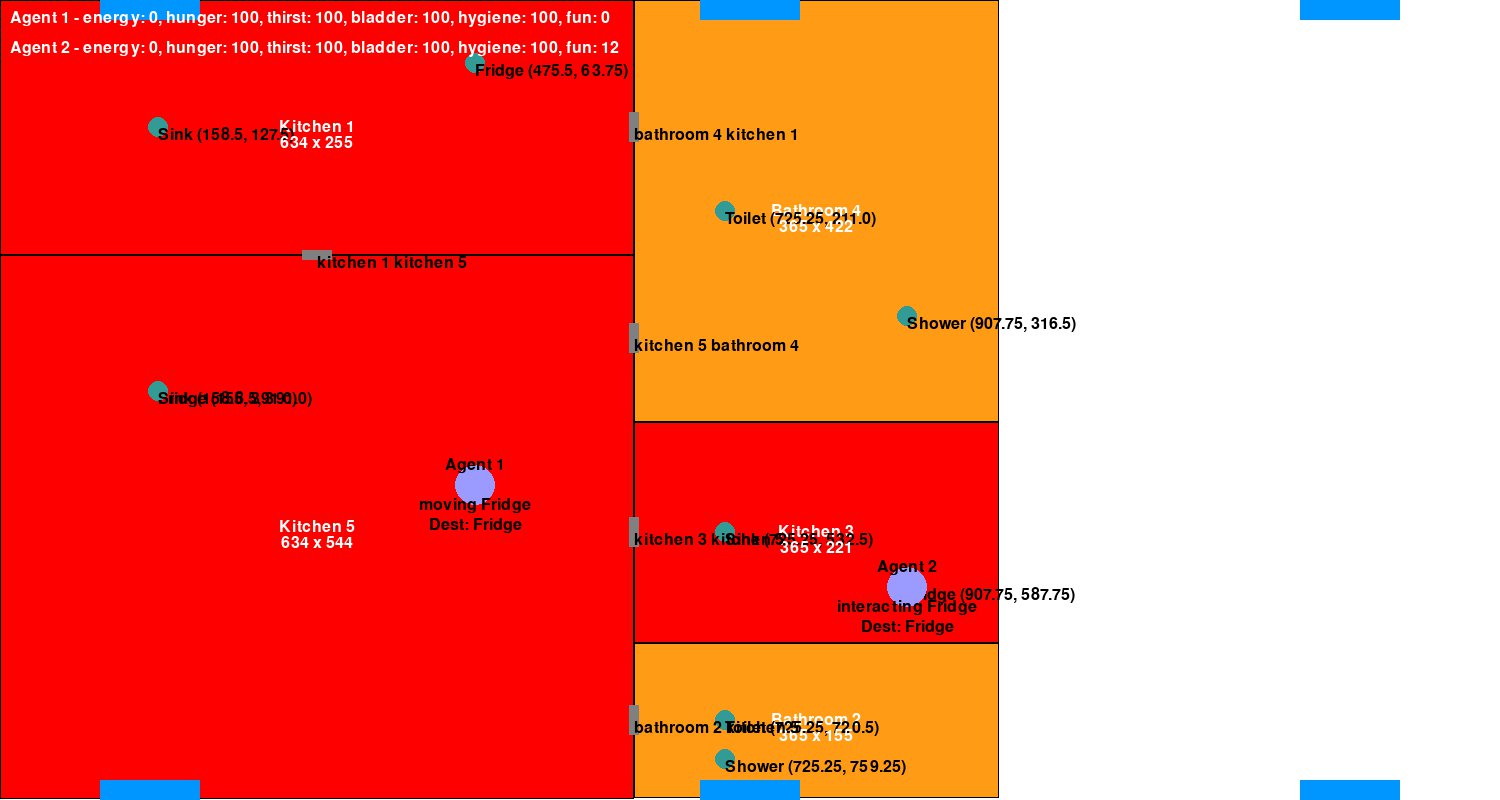 Agent 1 - energy: 0, hunger: 100, thirst: 100, bladder: 100, hygiene: 100, fun: 0
Agent 2 - energy: 0, hunger: 100, thirst: 100, bladder: 100, hygiene: 100, fun: 12
Fridge (475.5, 63.75)
Sink (158.5, 127.5)
Kitchen 1
634 x 255
bathroom 4 kitchen 1
Bathroom 4
365 x 422
Toilet (725.25, 211.0)
kitchen 1 kitchen 5
Shower (907.75, 316.5)
kitchen 5 bathroom 4
Agent 1
moving Fridge
Dest: Fridge
Kitchen 5
634 x 544
kitchen 3
Kitchen 3
365 x 221
Agent 2
(907.75, 587.75)
interacting Fridge
Dest: Fridge
bathroom 2
Bathroom 2
365 x 155
Shower (725.25, 759.25)